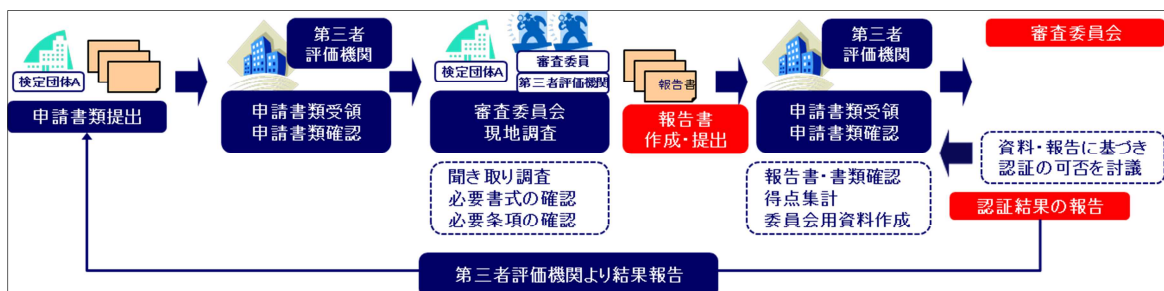 検定団体A
申請書類提出
第三者
評価機関
申請書類受領
申請書類確認
検定団体A
審査委員
第三者評価機関
審査委員会
現地調査
聞き取り調査
必要書式の確認
必要条項の確認
報告書
報告書
作成・提出
第三者
評価機関
申請書類受領
申請書類確認
報告書・書類確認
得点集計
委員会用資料作成
審査委員会
資料・報告に基づき
認証の可否を討議
認証結果の報告
第三者評価機関より結果報告